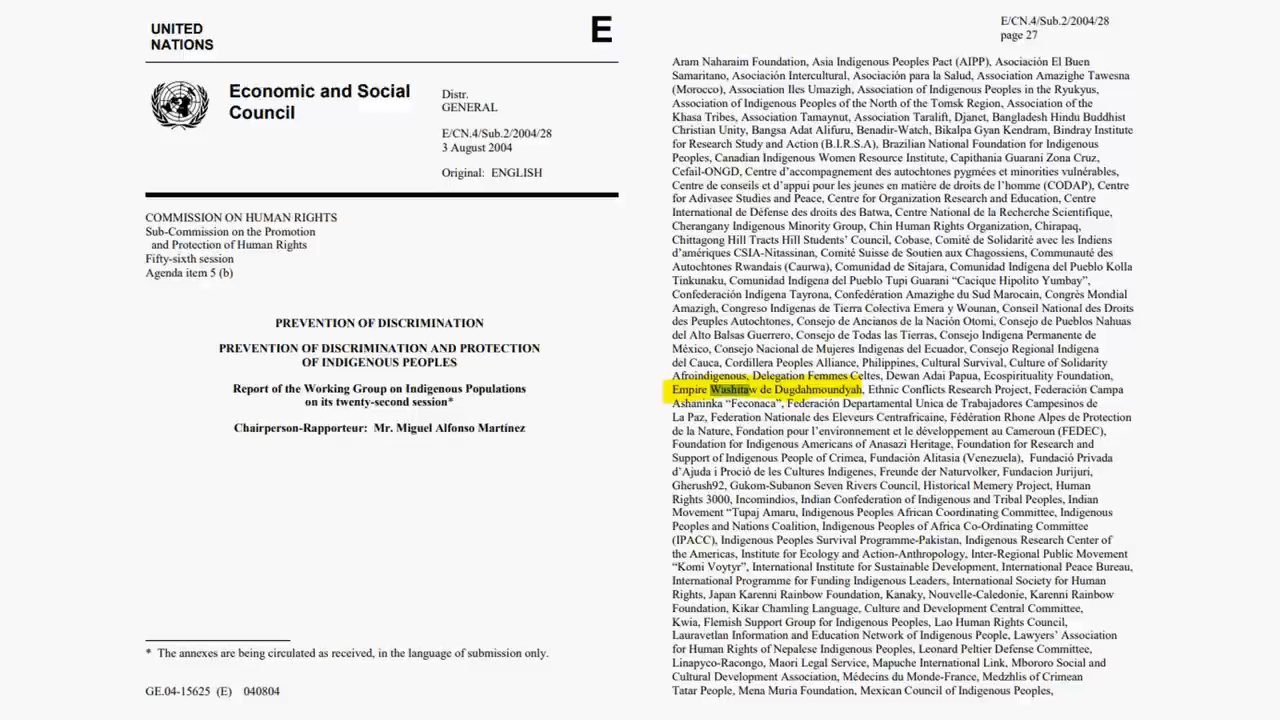 UNITED
NATIONS
E
Economic and Social
Council
Distr.
GENERAL
E/CN.4/Sub.2/2004/28
3 August 2004
Original: ENGLISH
COMMISSION ON HUMAN RIGHTS
Sub-Commission on the Promotion
and Protection of Human Rights
Fifty-sixth session
Agenda item 5 (b)
PREVENTION OF DISCRIMINATION
PREVENTION OF DISCRIMINATION AND PROTECTION
OF INDIGENOUS PEOPLES
Report of the Working Group on Indigenous Populations
on its twenty-second session*
Chairperson-Rapporteur: Mr. Miguel Alfonso Martínez
* The annexes are being circulated as received, in the language of submission only.
GE.04-15625 (E) 040804
E/CN.4/Sub.2/2004/28
page 27
Aram Naharaim Foundation, Asia Indigenous Peoples Pact (AIPP), Asociación El Buen
Samaritano, Asociación Intercultural, Asociación para la Salud, Association Amazighe Tawesna
(Morocco), Association Iles Umazigh, Association of Indigenous Peoples in the Ryukyus,
Association of Indigenous Peoples of the North of the Tomsk Region, Association of the
Khasa Tribes, Association Tamaynut, Association Taralift, Djanet, Bangladesh Hindu Buddhist
Christian Unity, Bangsa Adat Alifuru, Benadir-Watch, Bikalpa Gyan Kendram, Bindray Institute
for Research Study and Action (B.I.R.S.A), Brazilian National Foundation for Indigenous
Peoples, Canadian Indigenous Women Resource Institute, Capithania Guarani Zona Cruz,
Cefail-ONGD, Centre d'accompagnement des autochtones pygmées et minorities vulnérables,
Centre de conseils et d'appui pour les jeunes en matière de droits de l'homme (CODAP), Centre
for Adivasee Studies and Peace, Centre for Organization Research and Education, Centre
International de Défense des droits des Batwa, Centre National de la Recherche Scientifique,
Cherangany Indigenous Minority Group, Chin Human Rights Organization, Chirapaq,
Chittagong Hill Tracts Hill Students' Council, Cobase, Comité de Solidarité avec les Indiens
d'amériques CSIA-Nitassinan, Comité Suisse de Soutien aux Chagossiens, Communauté des
Autochtones Rwandais (Caurwa), Comunidad de Sitajara, Comunidad Indígena del Pueblo Kolla
Tinkunaku, Comunidad Indígena del Pueblo Tupi Guarani "Cacique Hipolito Yumbay",
Confederación Indígena Tayrona, Confédération Amazighe du Sud Marocain, Congrès Mondial
Amazigh, Congreso Indígenas de Tierra Colectiva Emera y Wounan, Conseil National des Droits
des Peuples Autochtones, Consejo de Ancianos de la Nación Otomi, Consejo de Pueblos Nahuas
del Alto Balsas Guerrero, Consejo de Todas las Tierras, Consejo Indígena Permanente de
México, Consejo Nacional de Mujeres Indígenas del Ecuador, Consejo Regional Indígena
del Cauca, Cordillera Peoples Alliance, Philippines, Cultural Survival, Culture of Solidarity
Afroindigenous, Delegation Femmes Celtes, Dewan Adai Papua, Ecospirituality Foundation,
Empire Washitaw de Dugdahmoundyah, Ethnic Conflicts Research Project, Federación Campa
Ashaninka "Feconaca", Federación Departamental Unica de Trabajadores Campesinos de
La Paz, Federation Nationale des Eleveurs Centrafricaine, Fédération Rhone Alpes de Protection
de la Nature, Fondation pour l'environnement et le développement au Cameroun (FEDEC),
Foundation for Indigenous Americans of Anasazi Heritage, Foundation for Research and
Support of Indigenous People of Crimea, Fundación Alitasia (Venezuela), Fundació Privada
d'Ajuda i Proció de les Cultures Indigenes, Freunde der Naturvolker, Fundacion Jurijuri,
Gherush92, Gukom-Subanon Seven Rivers Council, Historical Memery Project, Human
Rights 3000, Incomindios, Indian Confederation of Indigenous and Tribal Peoples, Indian
Movement "Tupaj Amaru, Indigenous Peoples African Coordinating Committee, Indigenous
Peoples and Nations Coalition, Indigenous Peoples of Africa Co-Ordinating Committee
(IPACC), Indigenous Peoples Survival Programme-Pakistan, Indigenous Research Center of
the Americas, Institute for Ecology and Action-Anthropology, Inter-Regional Public Movement
"Komi Voytyr", International Institute for Sustainable Development, International Peace Bureau,
International Programme for Funding Indigenous Leaders, International Society for Human
Rights, Japan Karenni Rainbow Foundation, Kanaky, Nouvelle-Caledonie, Karenni Rainbow
Foundation, Kikar Chamling Language, Culture and Development Central Committee,
Kwia, Flemish Support Group for Indigenous Peoples, Lao Human Rights Council,
Lauravetlan Information and Education Network of Indigenous People, Lawyers' Association
for Human Rights of Nepalese Indigenous Peoples, Leonard Peltier Defense Committee,
Linapyco-Racongo, Maori Legal Service, Mapuche International Link, Mbororo Social and
Cultural Development Association, Médecins du Monde-France, Medzhlis of Crimean
Tatar People, Mena Muria Foundation, Mexican Council of Indigenous Peoples,